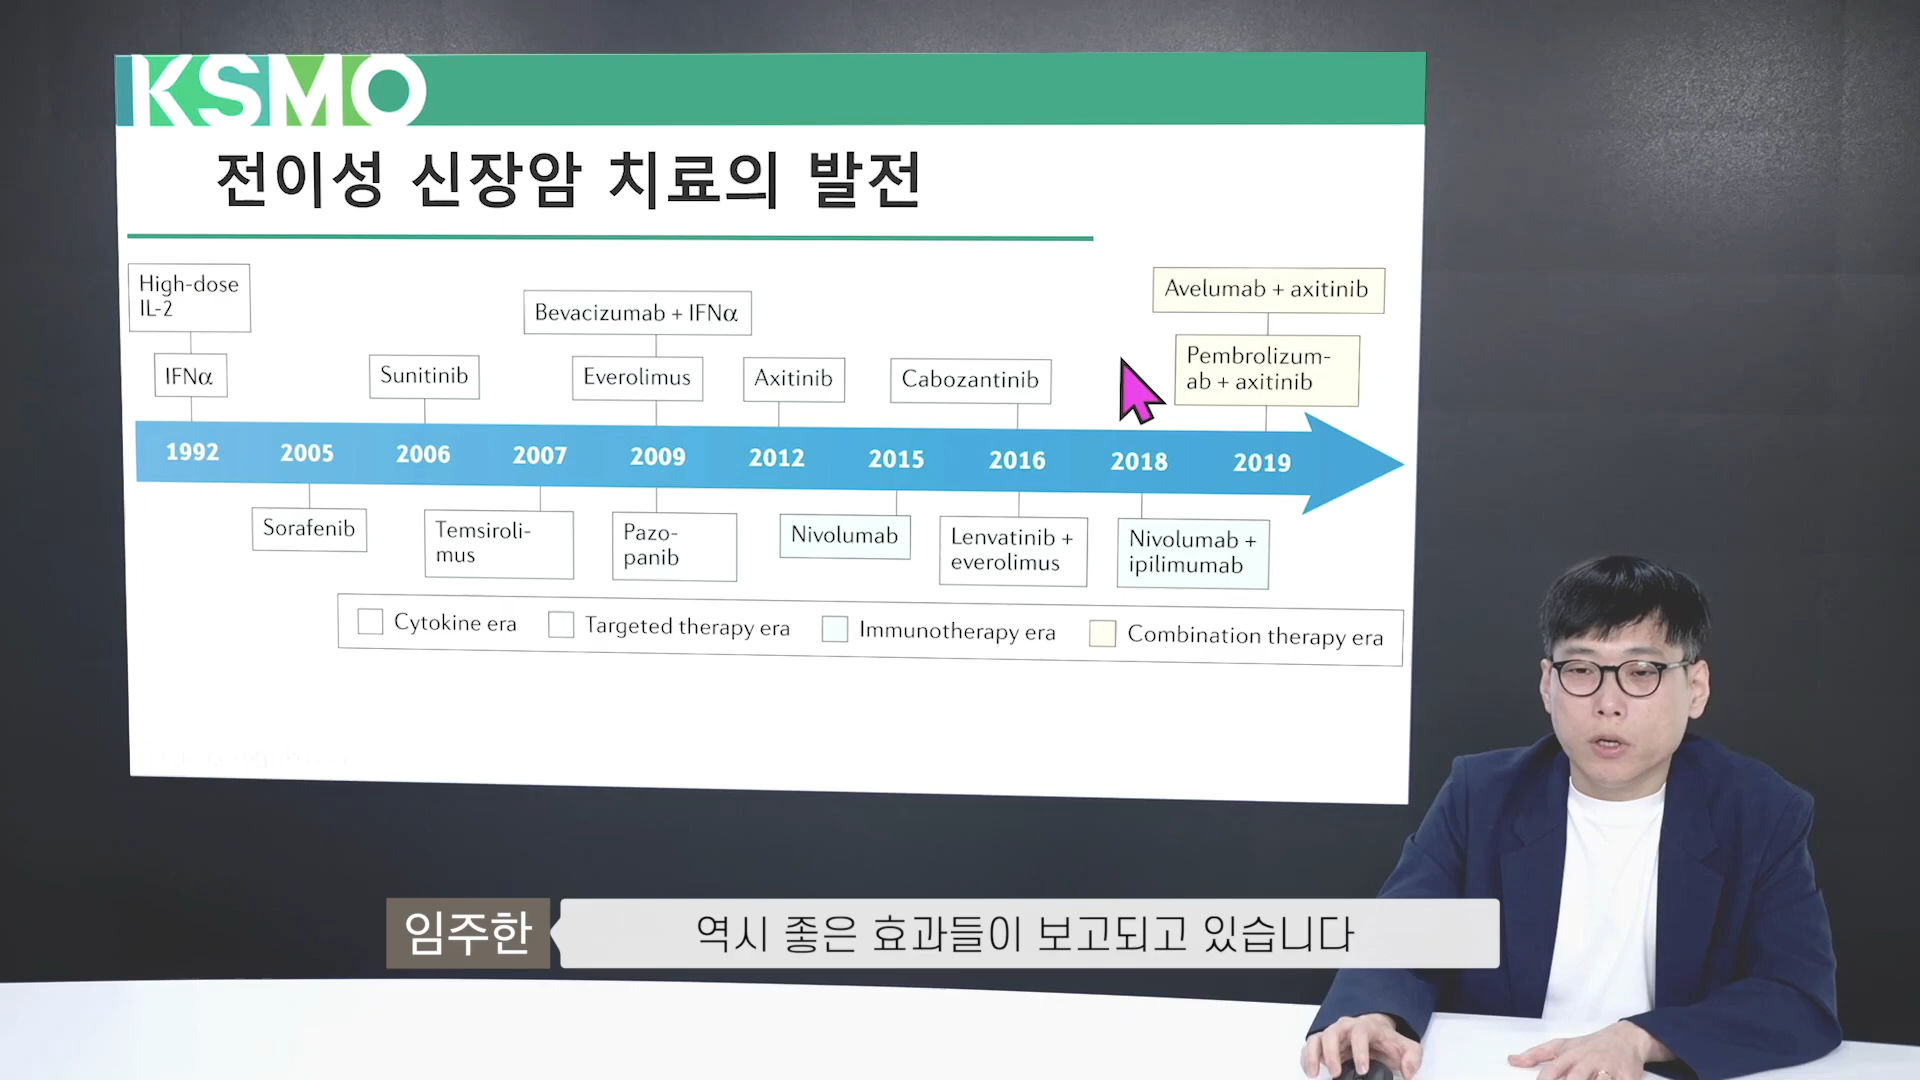 KSMO
전이성 신장암 치료의 발전
High-dose
IL-2
IFNα
Sunitinib
Bevacizumab + IFNα
Everolimus
Axitinib
Cabozantinib
Avelumab + axitinib
Pembrolizum-
ab + axitinib
1992 2005 2006 2007 2009 2012 2015 2016 2018 2019
Sorafenib
Temsiroli-
mus
Pazo-
panib
Nivolumab
Lenvatinib +
everolimus
Nivolumab +
ipilimumab
Cytokine era Targeted therapy era Immunotherapy era Combination therapy era
임주한 역시 좋은 효과들이 보고되고 있습니다